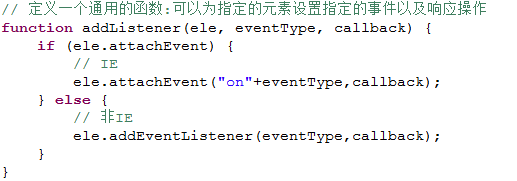 // 定义一个通用的函数:可以为指定的元素设置指定的事件以及响应操作
function addListener(ele, eventType, callback) {
    if (ele.attachEvent) {
        // IE
        ele.attachEvent("on"+eventType,callback);
    } else {
        // 非IE
        ele.addEventListener(eventType,callback);
    }
}